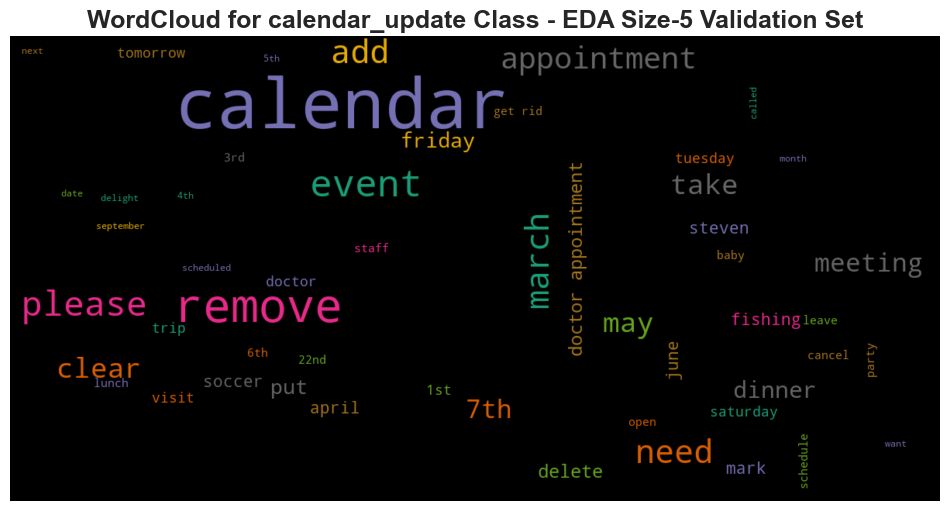 WordCloud for calendar_update Class - EDA Size-5 Validation Set
next
tomorrow
5th
add
appointment
calendar
get rid
called
friday
3rd
tuesday
month
event
take
date
delight
4th
september
march
doctor appointment
steven
staff
baby
meeting
scheduled
doctor
please
remove
trip
may
fishing
leave
6th
22nd
clear
lunch
soccer
put
june
cancel
party
visit
april
1st
7th
dinner
saturday
open
need
mark
schedule
want
delete